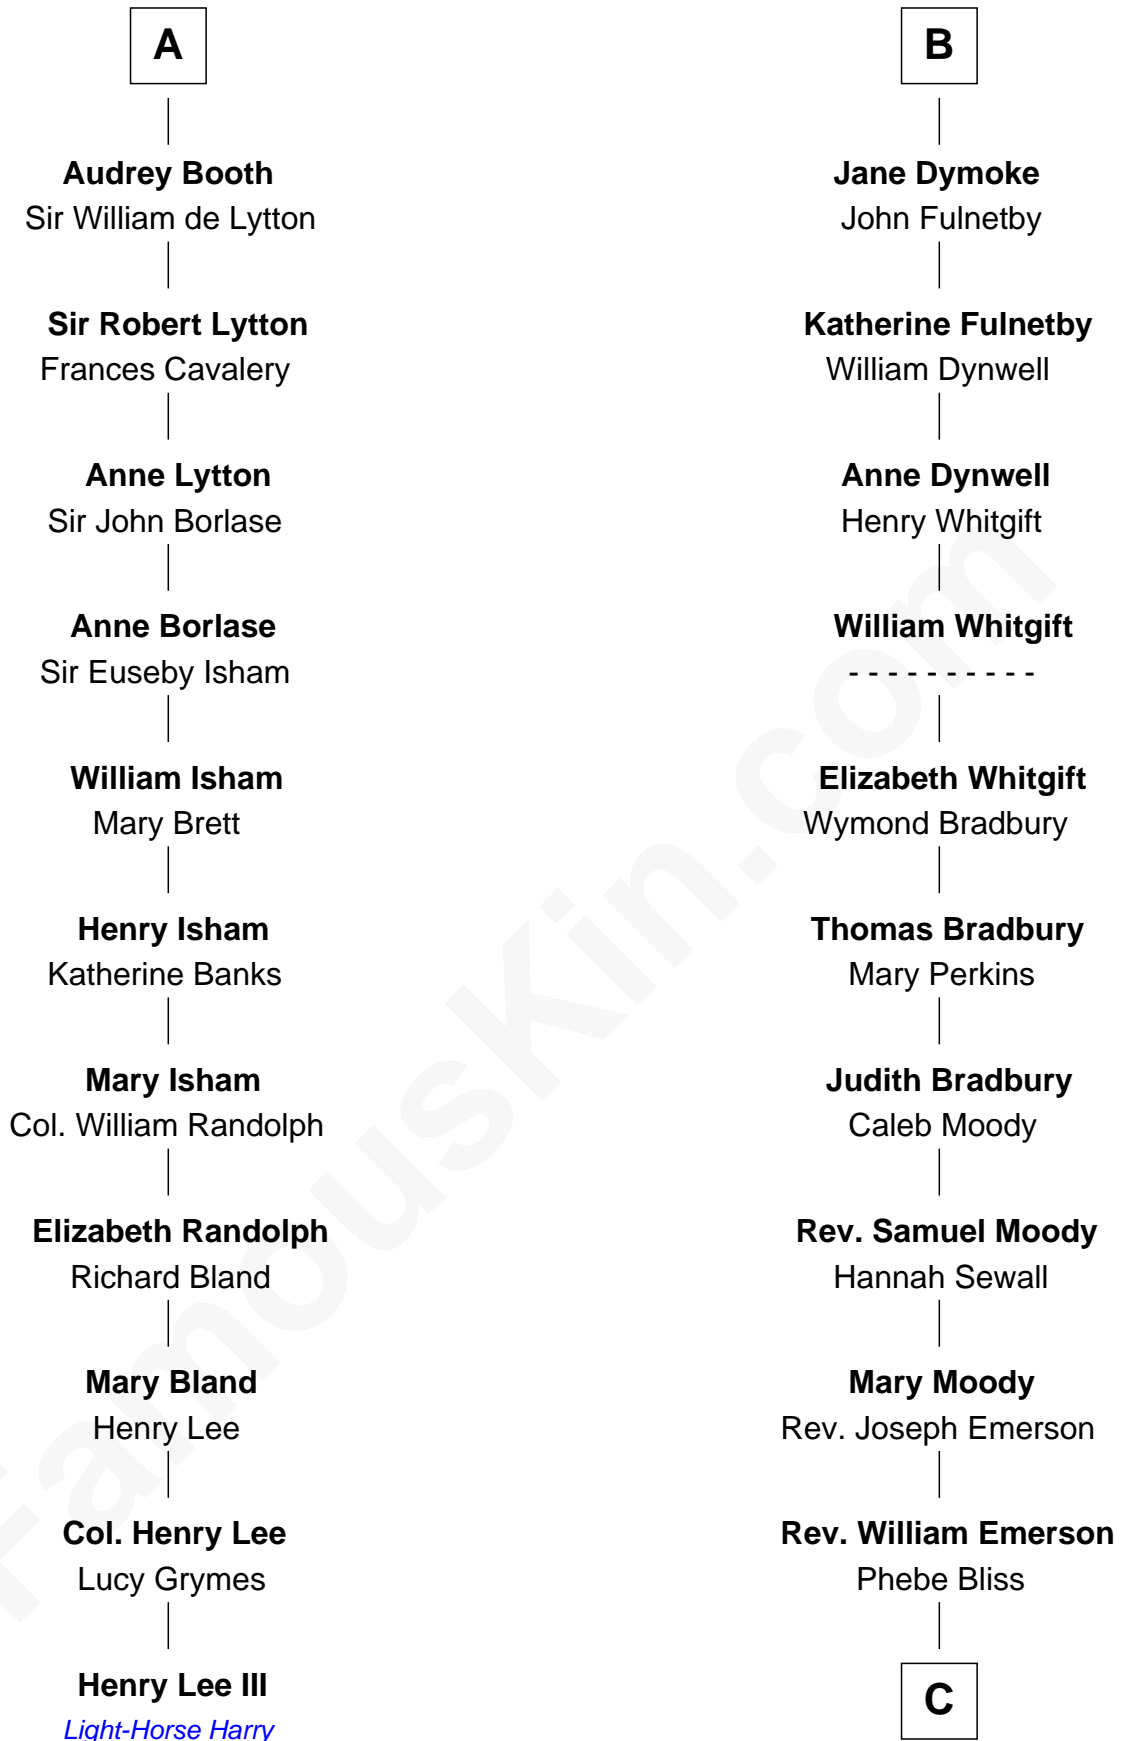 A
Audrey Booth
Sir William de Lytton
Sir Robert Lytton
Frances Cavalery
Anne Lytton
Sir John Borlase
Anne Borlase
Sir Euseby Isham
William Isham
Mary Brett
Henry Isham
Katherine Banks
Mary Isham
Col. William Randolph
Elizabeth Randolph
Richard Bland
Mary Bland
Henry Lee
Col. Henry Lee
Lucy Grymes
Henry Lee III
Light-Horse Harry
B
Jane Dymoke
John Fulnetby
Katherine Fulnetby
William Dynwell
Anne Dynwell
Henry Whitgift
William Whitgift
- - - - - - - - - -
Elizabeth Whitgift
Wymond Bradbury
Thomas Bradbury
Mary Perkins
Judith Bradbury
Caleb Moody
Rev. Samuel Moody
Hannah Sewall
Mary Moody
Rev. Joseph Emerson
Rev. William Emerson
Phebe Bliss
C
FamousKin.com